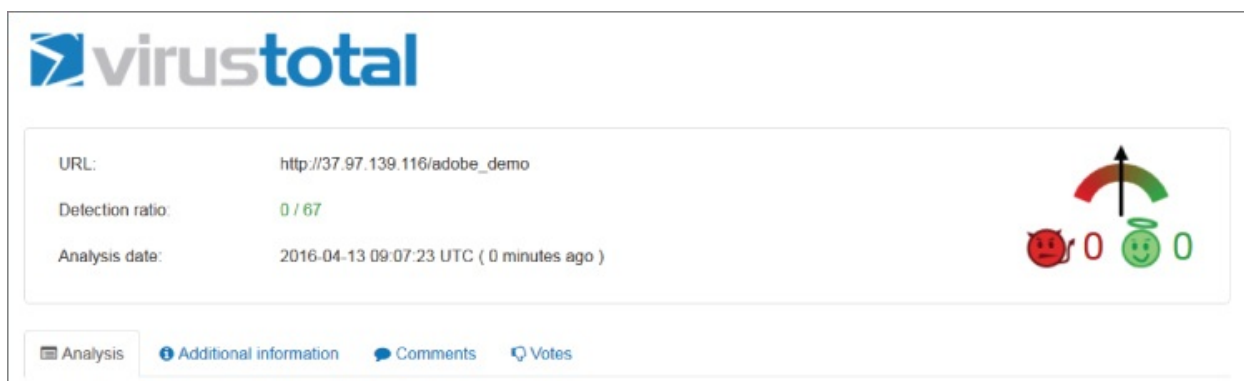 virustotal
URL: http://37.97.139.116/adobe_demo
Detection ratio: 0 / 67
Analysis date: 2016-04-13 09:07:23 UTC ( 0 minutes ago )
0 0
Analysis Additional information Comments Votes